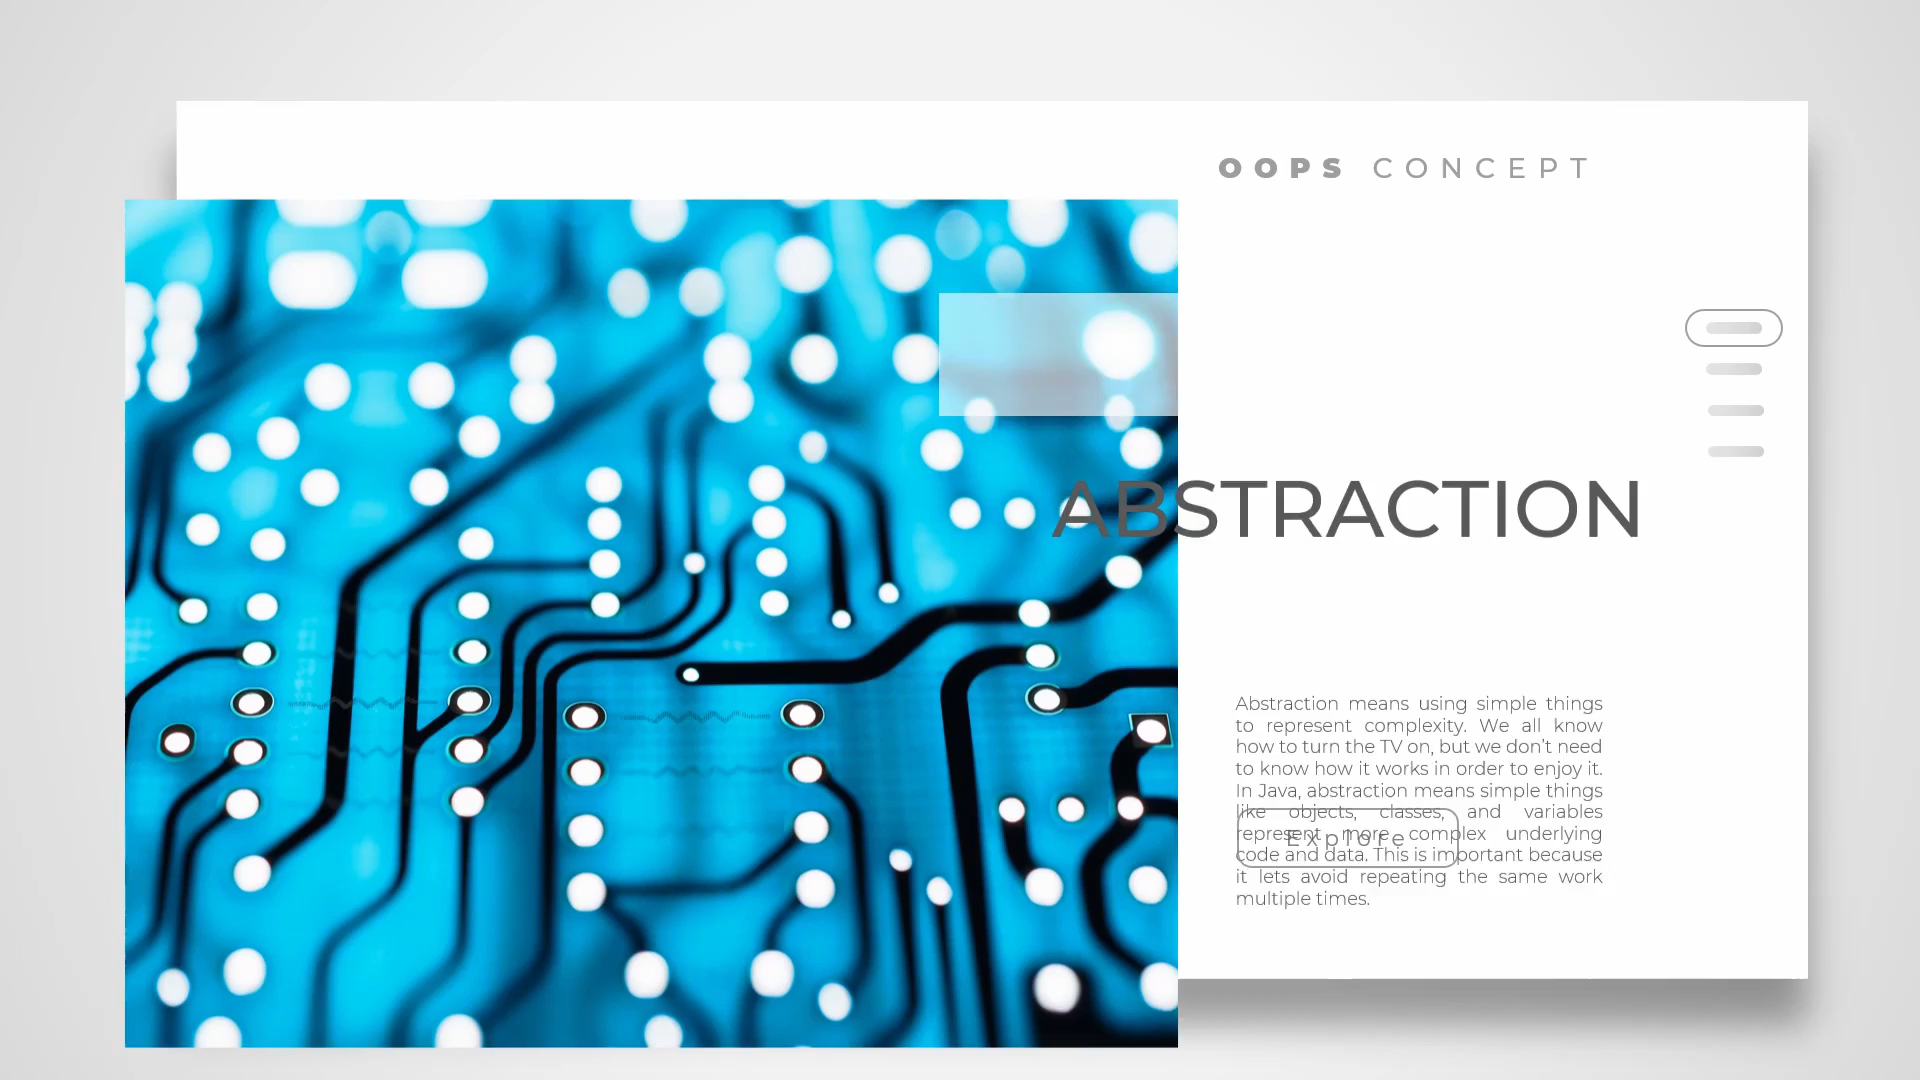 OOPS CONCEPT
ABSTRACTION
Abstraction means using simple things
to represent complexity. We all know
how to turn the TV on, but we don't need
to know how it works in order to enjoy it.
In Java, abstraction means simple things
like objects, classes, and variables
represent more complex underlying
code and data. This is important because
it lets avoid repeating the same work
multiple times.
Explore